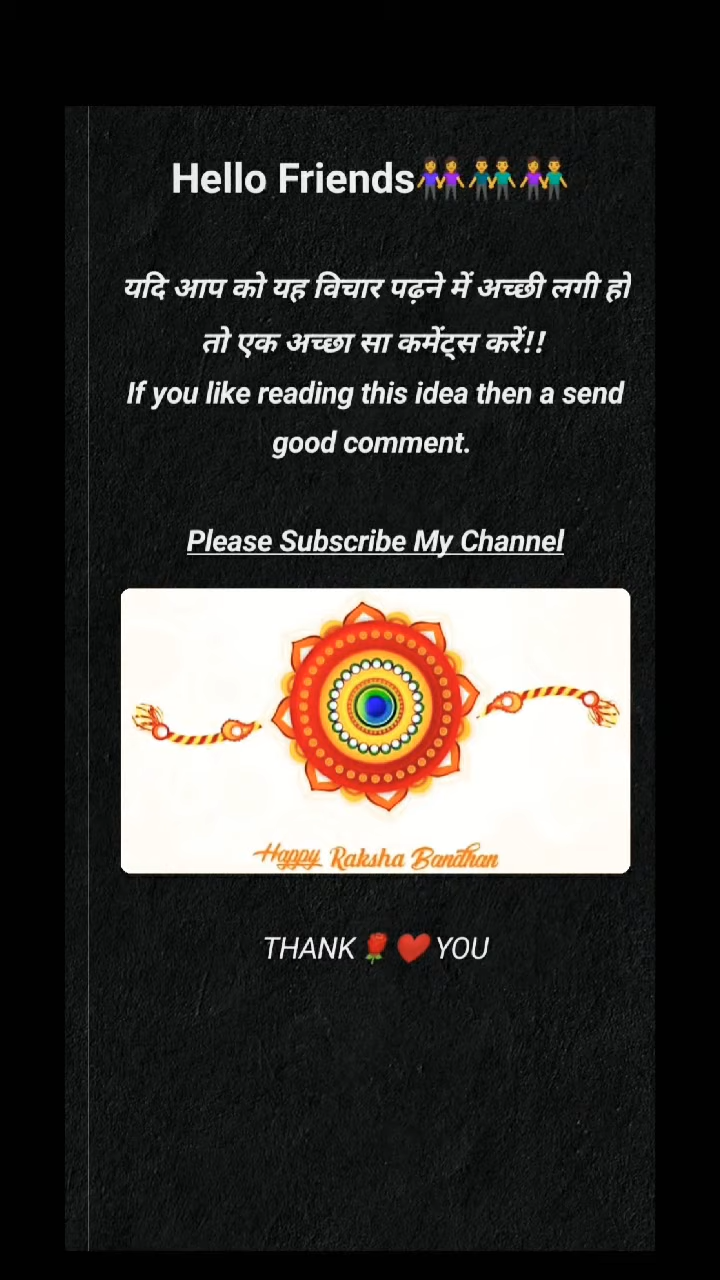 Hello Friends👭👬👫
यदि आप को यह विचार पढ़ने में अच्छी लगी हो
तो एक अच्छा सा कमेंट्स करें!!
If you like reading this idea then a send
good comment.
Please Subscribe My Channel
Happy Raksha Bandhan
THANK🌹❤️YOU